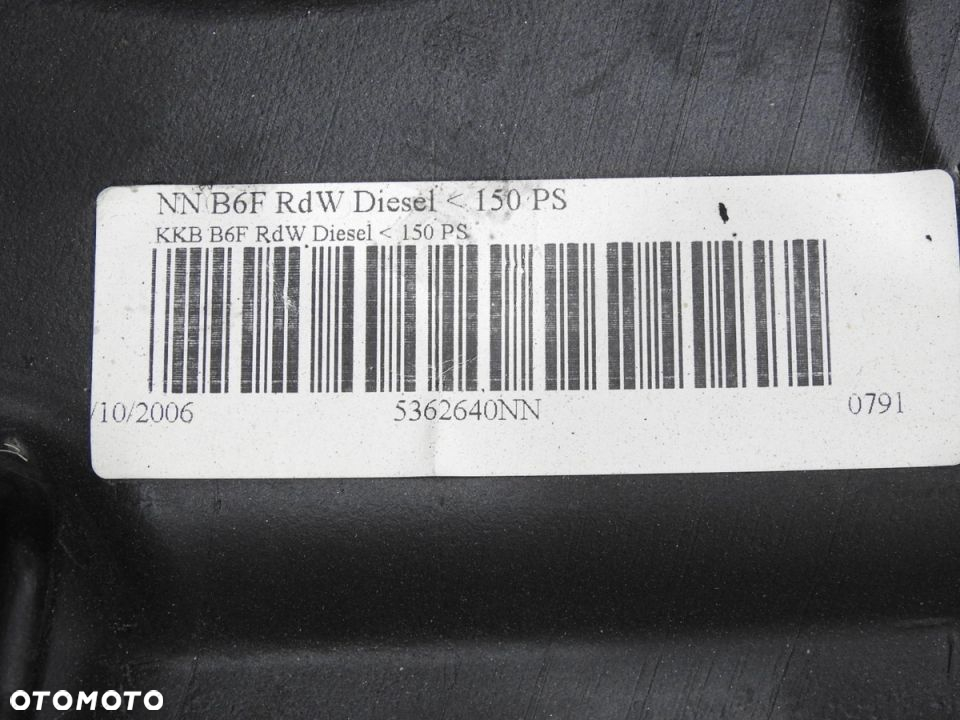 NN B6F RdW Diesel < 150 PS
KKB B6F RdW Diesel < 150 PS
/10/2006 5362640NN 0791
OTOMOTO